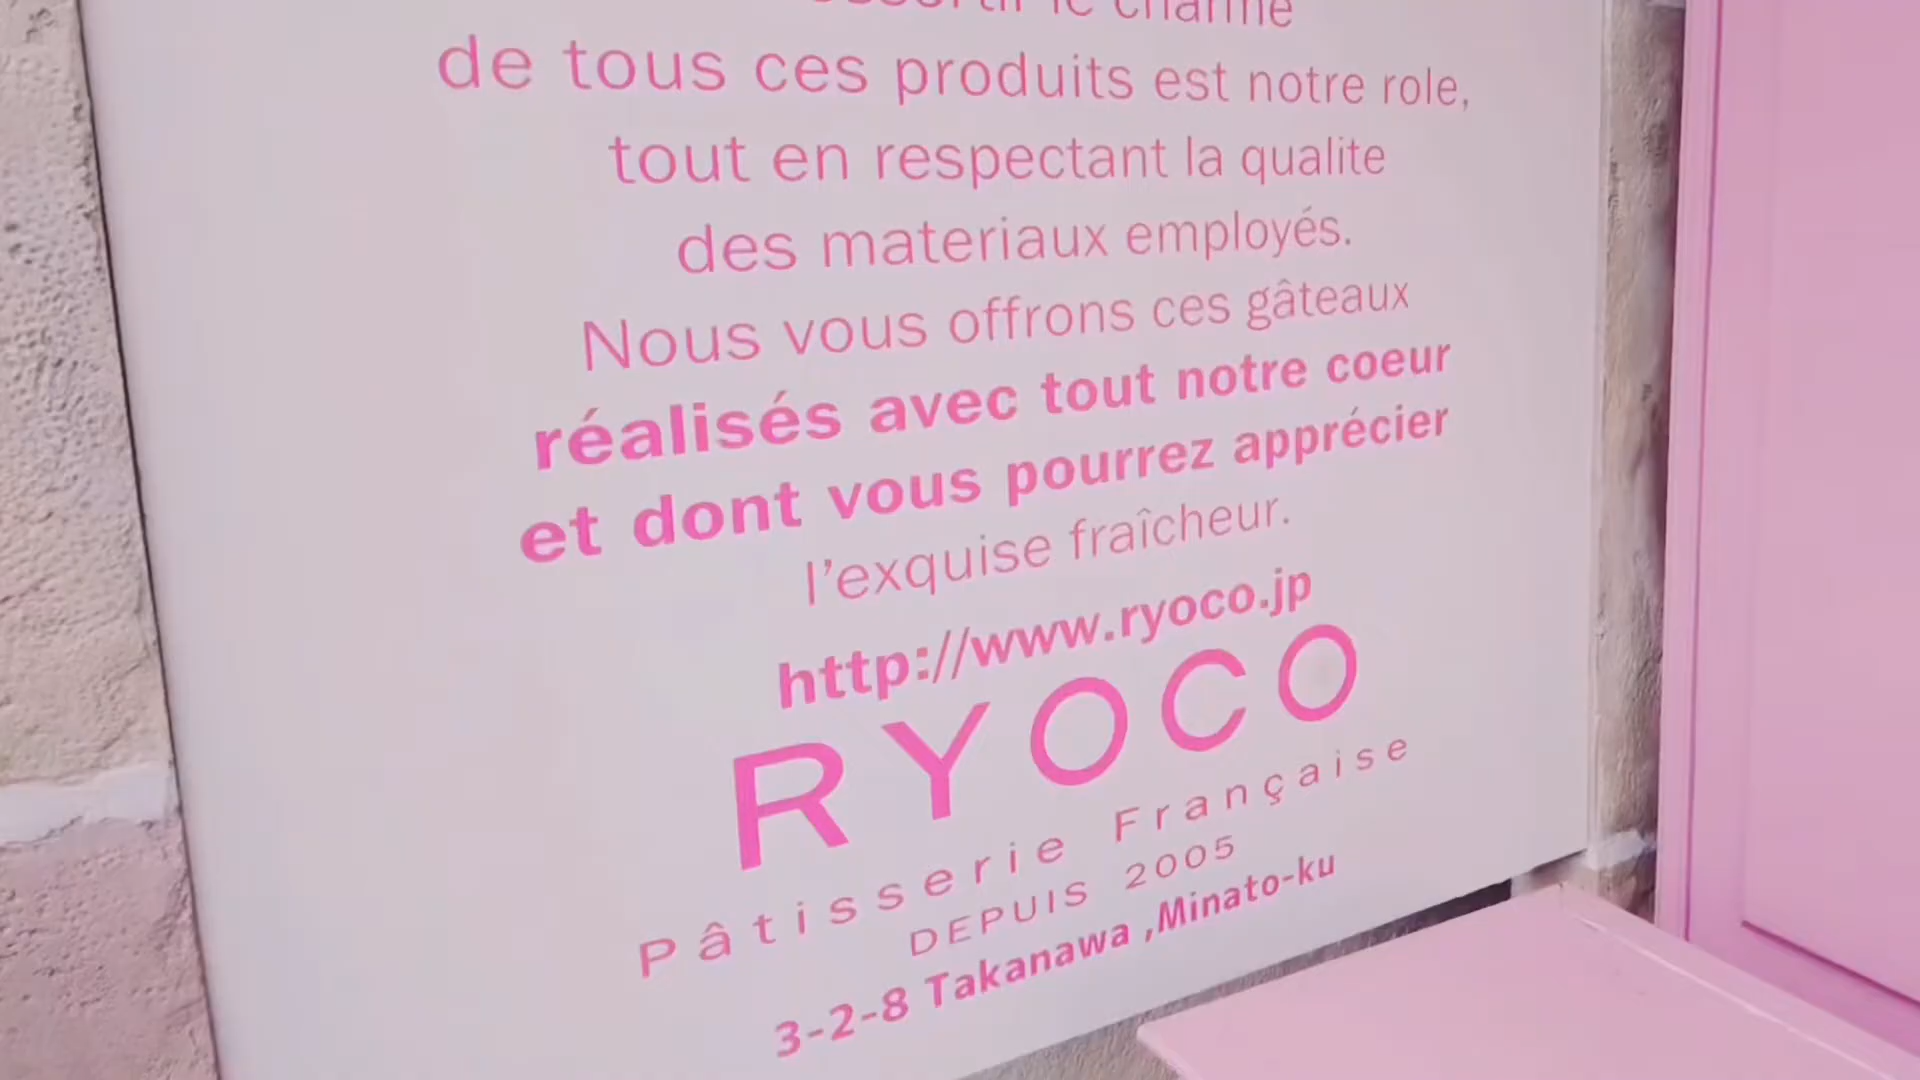 le charme
de tous ces produits est notre role,
tout en respectant la qualite
des materiaux employés.
Nous vous offrons ces gâteaux
réalisés avec tout notre coeur
et dont vous pourrez apprécier
l'exquise fraîcheur.
http://www.ryoco.jp
RYOCO
Pâtisserie Française
DEPUIS 2005
3-2-8 Takanawa ,Minato-ku